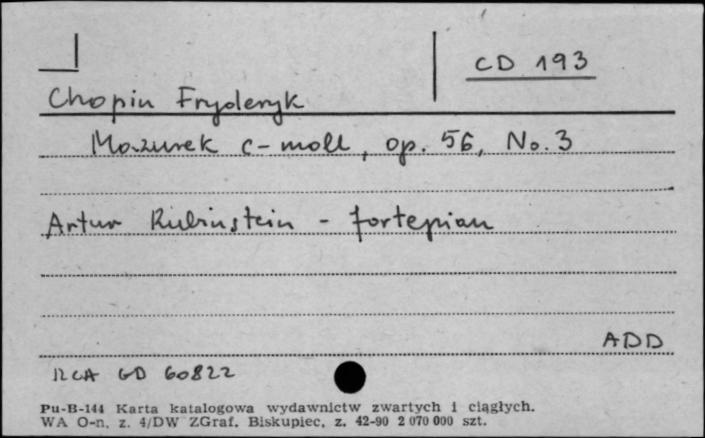 CD 193
Chopin Fryderyk
Mazurek c-moll, op. 56, No. 3
Artur Rubinstein - fortepian
ADD
RCA GD 60822
Pu-B-144 Karta katalogowa wydawnictw zwartych i ciągłych.
WA O-n, z. 4/DW ZGraf. Biskupiec, z. 42-90 2 070 000 szt.